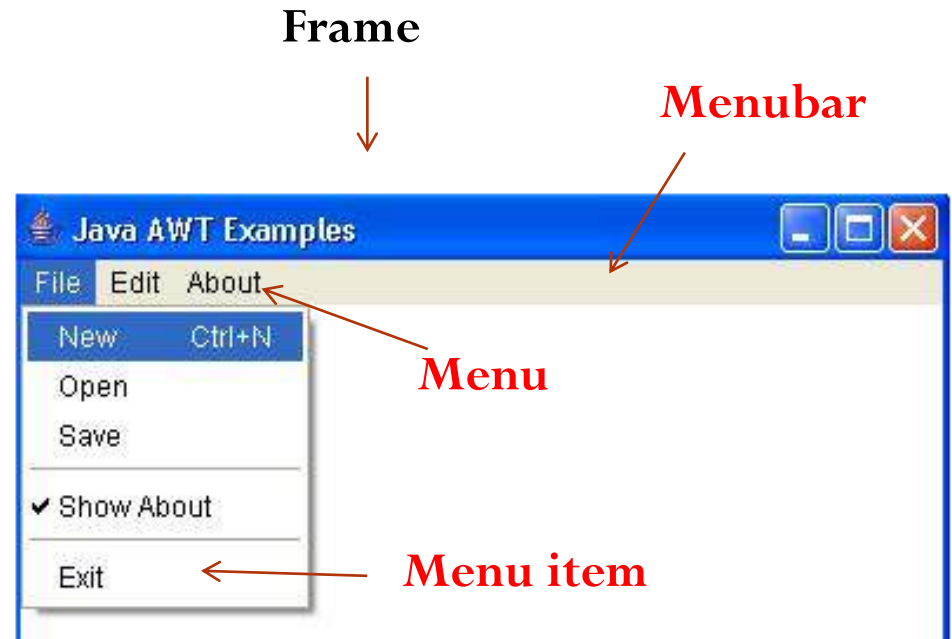 Frame
Menubar
Java AWT Examples
File Edit About
New Ctrl+N
Menu
Open
Save
Show About
Exit
Menu item